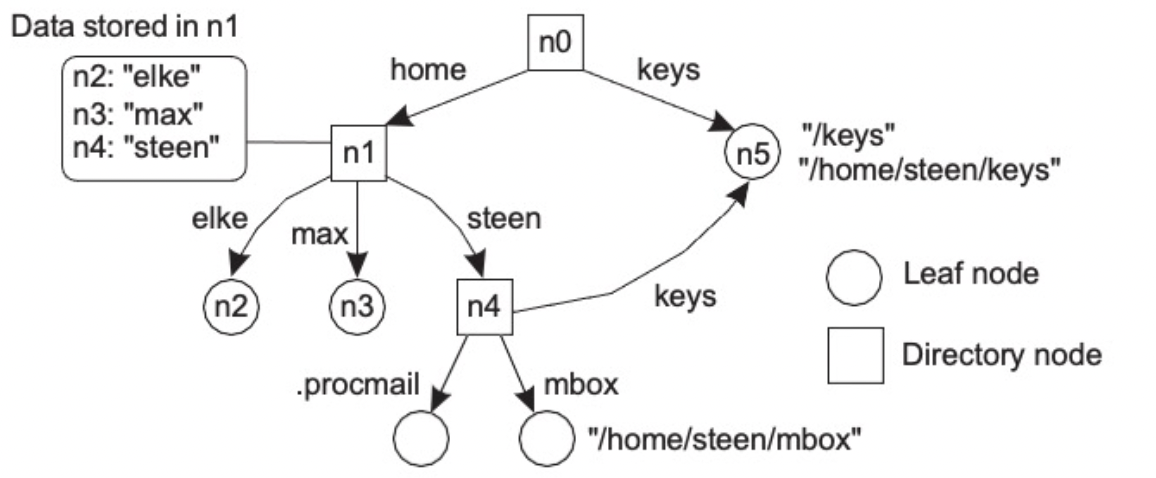 Data stored in n1
n0
n2: "elke"
n3: "max"
n4: "steen"
home
keys
n1
n5
"/keys"
"/home/steen/keys"
elke
max
steen
n2
n3
n4
keys
Leaf node
Directory node
.procmail
mbox
"/home/steen/mbox"